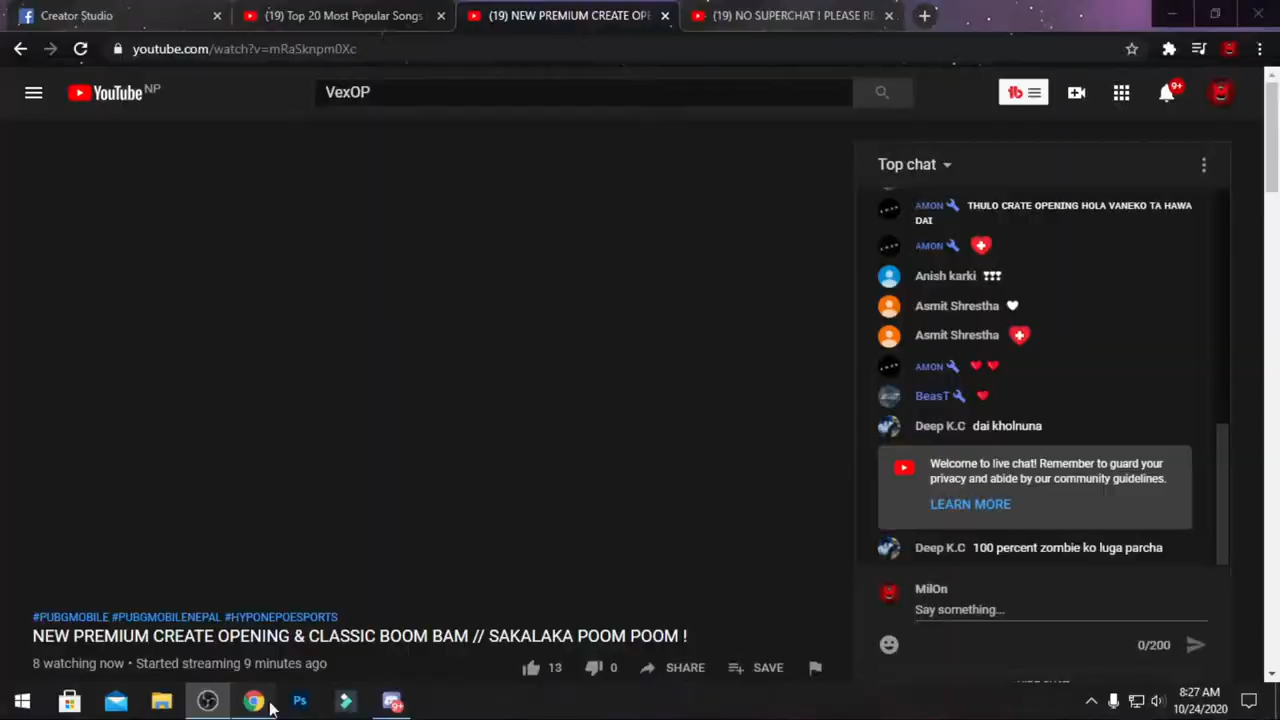 Creator Studio
(19) Top 20 Most Popular Songs
(19) NEW PREMIUM CREATE OPE
(19) NO SUPERCHAT ! PLEASE RE
youtube.com/watch?v=mRaSknpm0Xc
YouTube NP
VexOP
9+
Top chat
AMON THULO CRATE OPENING HOLA VANEKO TA HAWA
DAI
AMON
Anish karki
Asmit Shrestha
Asmit Shrestha
AMON
BeasT
Deep K.C dai kholnuna
Welcome to live chat! Remember to guard your
privacy and abide by our community guidelines.
LEARN MORE
Deep K.C 100 percent zombie ko luga parcha
MilOn
Say something...
0/200
#PUBGMOBILE #PUBGMOBILENEPAL #HYPONEPOESPORTS
NEW PREMIUM CREATE OPENING & CLASSIC BOOM BAM // SAKALAKA POOM POOM !
8 watching now • Started streaming 9 minutes ago
13
0
SHARE
SAVE
Ps
9+
8:27 AM
10/24/2020